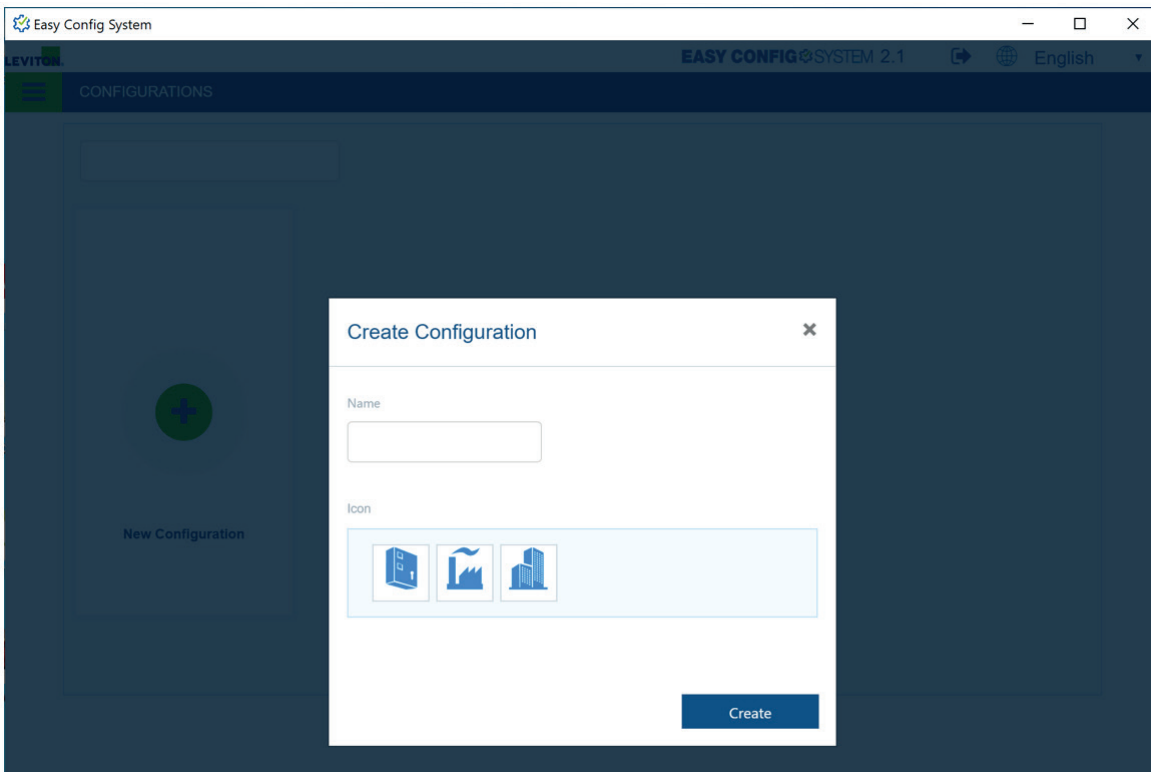 Easy Config System
LEVITON.
EASY CONFIG SYSTEM 2.1
English
CONFIGURATIONS
New Configuration
Create Configuration
Name
Icon
Create